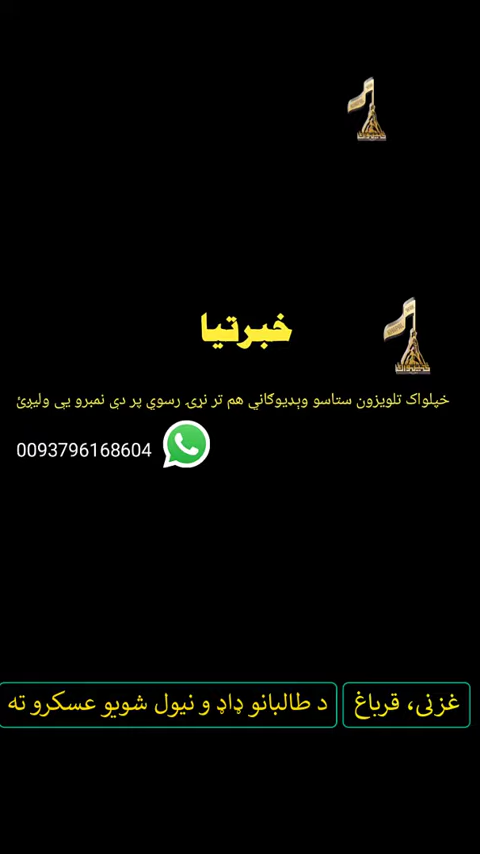 خبرتیا
خپلواک تلویزون ستاسو ویډیوګانې هم تر نړۍ رسوي پر دې نمبرو یې ولیږئ
0093796168604
غزنی، قرباغ
د طالبانو ډاډ و نیول شویو عسکرو ته